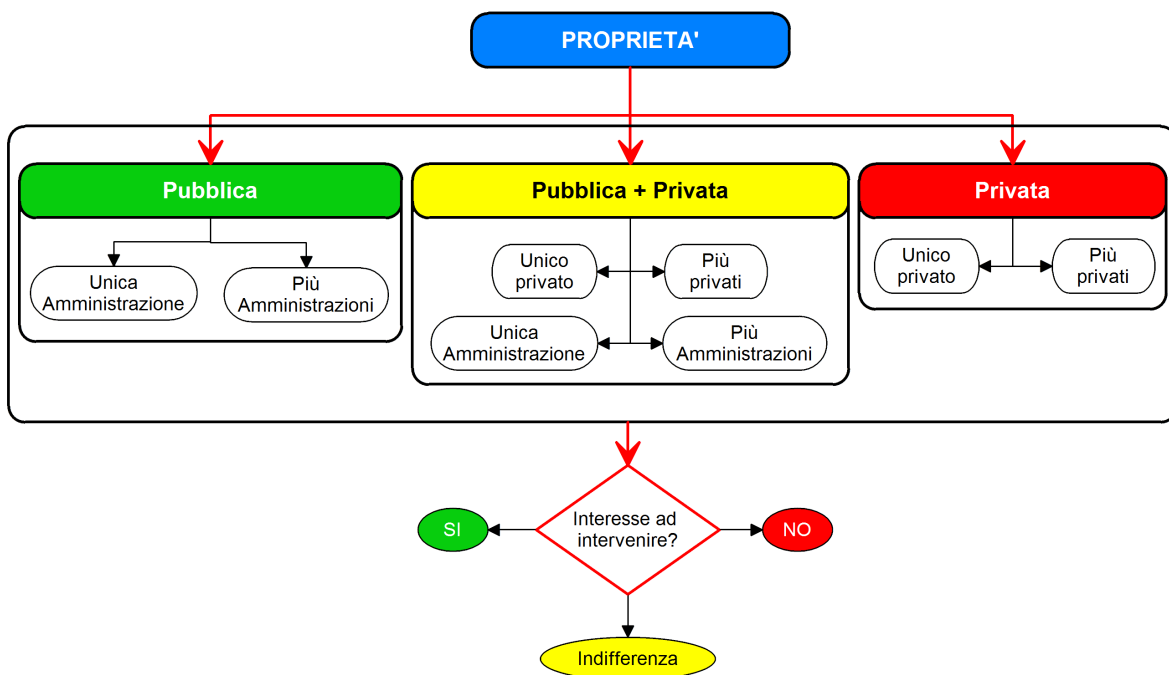 PROPRIETA'
Pubblica
Unica
Amministrazione
Più
Amministrazioni
Pubblica + Privata
Unico
privato
Più
privati
Unica
Amministrazione
Più
Amministrazioni
Privata
Unico
privato
Più
privati
Interesse ad
intervenire?
SI
NO
Indifferenza